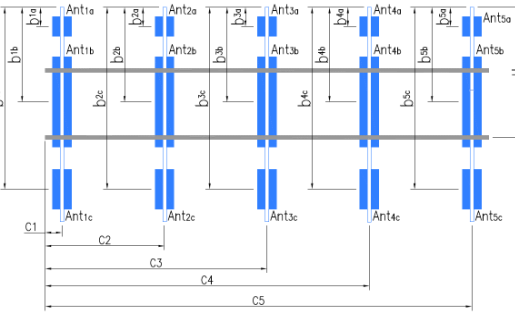 b1a Ant1a b2a Ant2a b3a Ant3a b4a Ant4a b5a Ant5a
b1b Ant1b b2b Ant2b b3b Ant3b b4b Ant4b b5b Ant5b
b2c b3c b4c b5c
Ant1c Ant2c Ant3c Ant4c Ant5c
C1
C2
C3
C4
C5